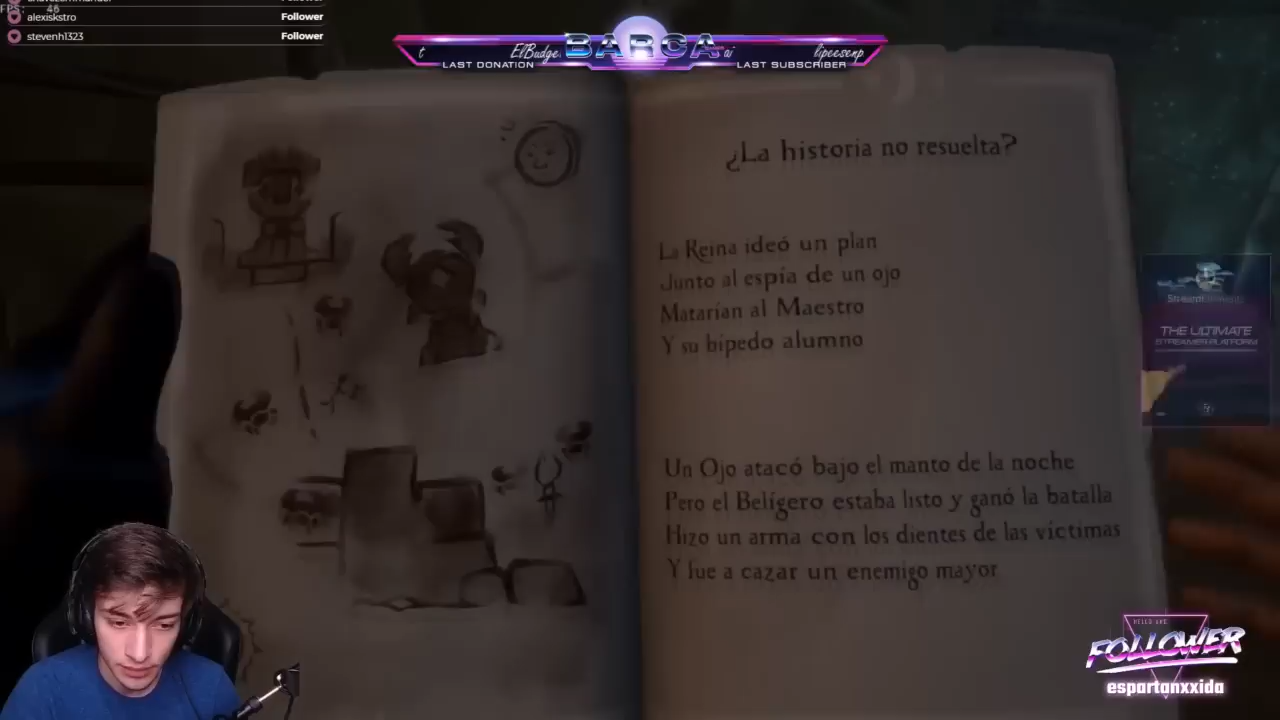 FPS: 46
alexiskstro Follower
stevenh1323 Follower
t ElBudge
LAST DONATION
BARCA
lipeesenp
LAST SUBSCRIBER
¿La historia no resuelta?
La Reina ideó un plan
Junto al espía de un ojo
Matarían al Maestro
Y su bípedo alumno
Un Ojo atacó bajo el manto de la noche
Pero el Belígero estaba listo y ganó la batalla
Hizo un arma con los dientes de las víctimas
Y fue a cazar un enemigo mayor
THE ULTIMATE
STREAMER PLATFORM
FOLLOWER
espartanxxida